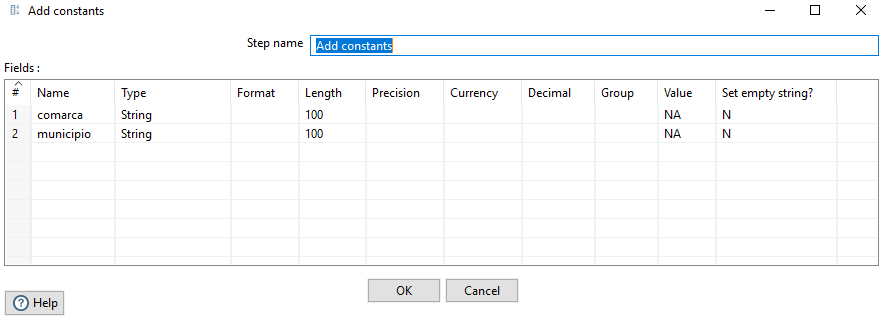 Add constants
Step name Add constants
Fields :
# Name Type Format Length Precision Currency Decimal Group Value Set empty string?
1 comarca String 100 NA N
2 municipio String 100 NA N
OK Cancel
? Help